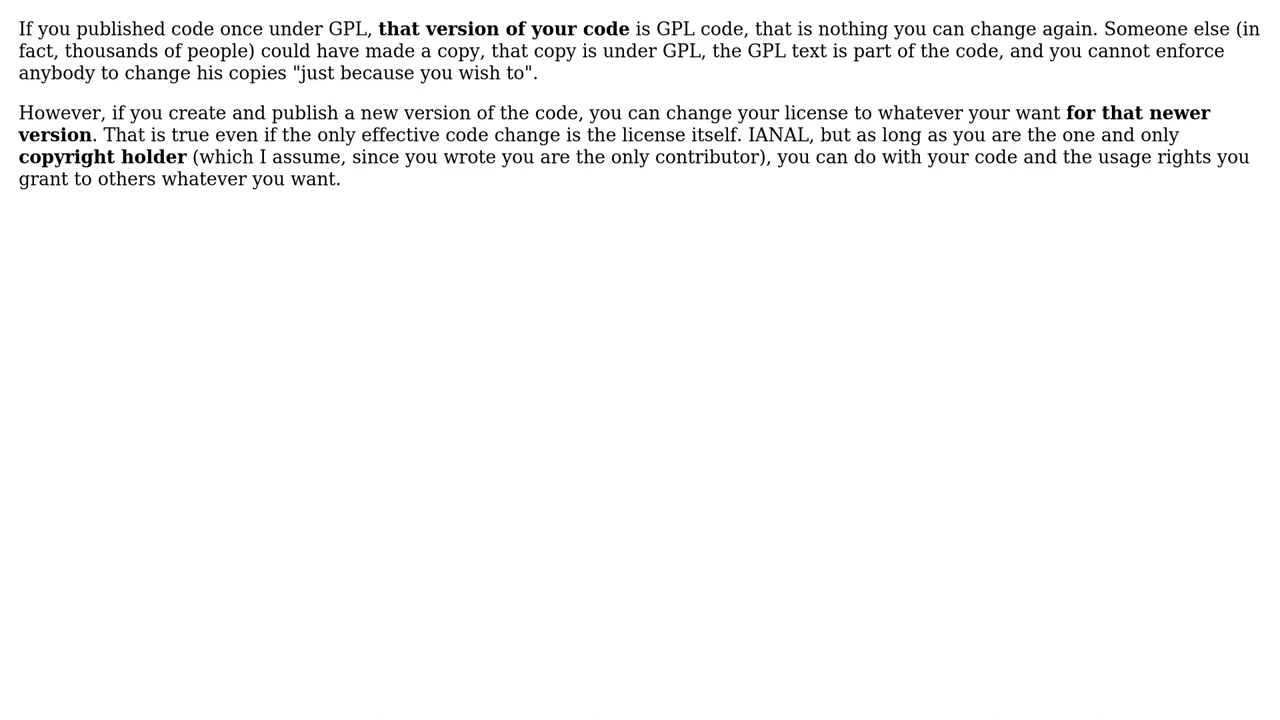 If you published code once under GPL, that version of your code is GPL code, that is nothing you can change again. Someone else (in
fact, thousands of people) could have made a copy, that copy is under GPL, the GPL text is part of the code, and you cannot enforce
anybody to change his copies "just because you wish to".
However, if you create and publish a new version of the code, you can change your license to whatever your want for that newer
version. That is true even if the only effective code change is the license itself. IANAL, but as long as you are the one and only
copyright holder (which I assume, since you wrote you are the only contributor), you can do with your code and the usage rights you
grant to others whatever you want.